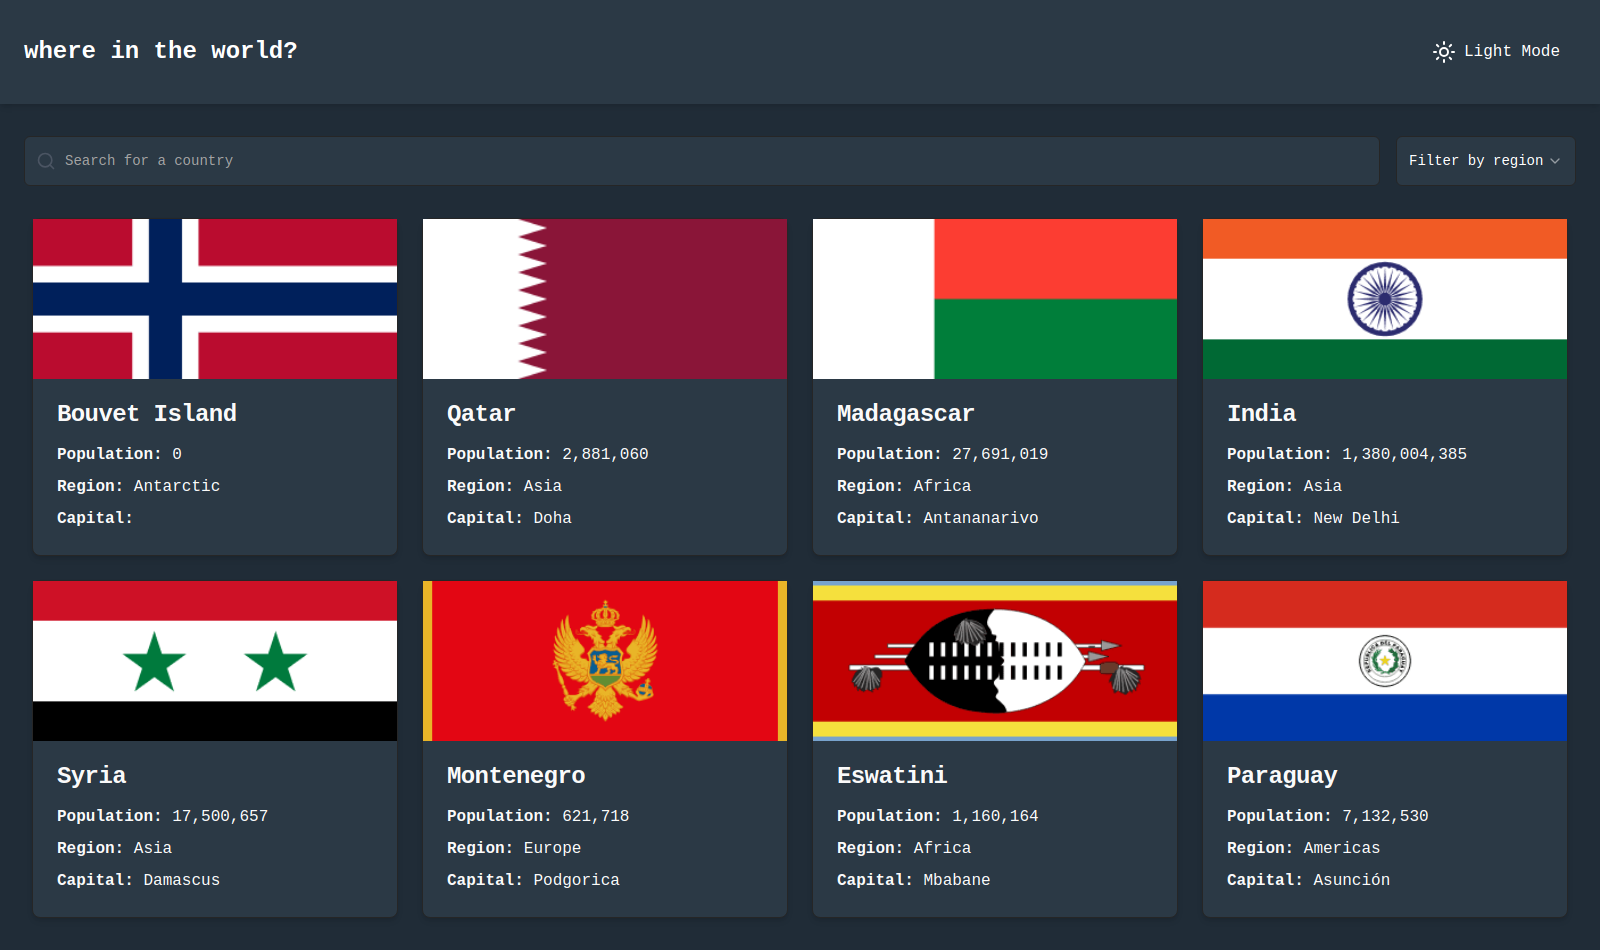 where in the world?
Light Mode
Search for a country
Filter by region
Bouvet Island
Population: 0
Region: Antarctic
Capital:
Qatar
Population: 2,881,060
Region: Asia
Capital: Doha
Madagascar
Population: 27,691,019
Region: Africa
Capital: Antananarivo
India
Population: 1,380,004,385
Region: Asia
Capital: New Delhi
Syria
Population: 17,500,657
Region: Asia
Capital: Damascus
Montenegro
Population: 621,718
Region: Europe
Capital: Podgorica
Eswatini
Population: 1,160,164
Region: Africa
Capital: Mbabane
REPUBLICA DEL PARAGUAY
Paraguay
Population: 7,132,530
Region: Americas
Capital: Asunción